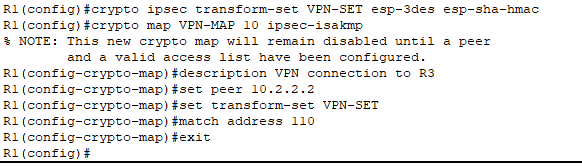 R1(config)#crypto ipsec transform-set VPN-SET esp-3des esp-sha-hmac
R1(config)#crypto map VPN-MAP 10 ipsec-isakmp
% NOTE: This new crypto map will remain disabled until a peer
        and a valid access list have been configured.
R1(config-crypto-map)#description VPN connection to R3
R1(config-crypto-map)#set peer 10.2.2.2
R1(config-crypto-map)#set transform-set VPN-SET
R1(config-crypto-map)#match address 110
R1(config-crypto-map)#exit
R1(config)#